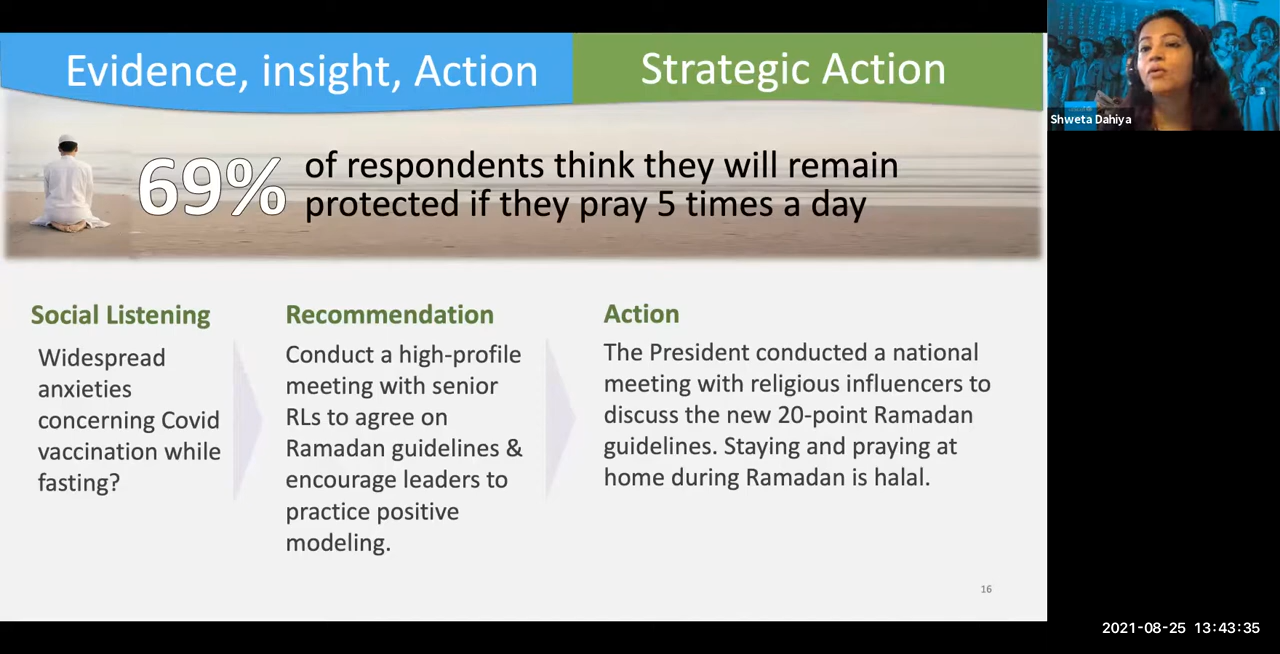 Evidence, insight, Action
Strategic Action
Shweta Dahiya
69%
of respondents think they will remain
protected if they pray 5 times a day
Social Listening
Widespread
anxieties
concerning Covid
vaccination while
fasting?
Recommendation
Conduct a high-profile
meeting with senior
RLs to agree on
Ramadan guidelines &
encourage leaders to
practice positive
modeling.
Action
The President conducted a national
meeting with religious influencers to
discuss the new 20-point Ramadan
guidelines. Staying and praying at
home during Ramadan is halal.
16
2021-08-25 13:43:35